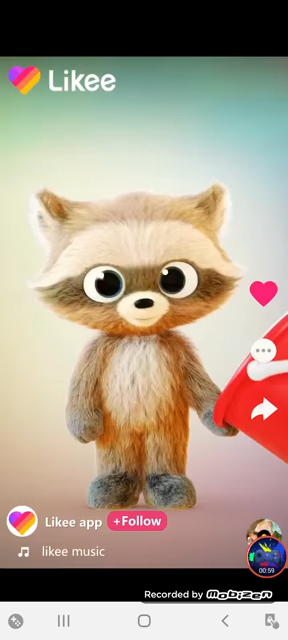 Likee
Likee app +Follow
likee music
00:59
Recorded by Mobizen